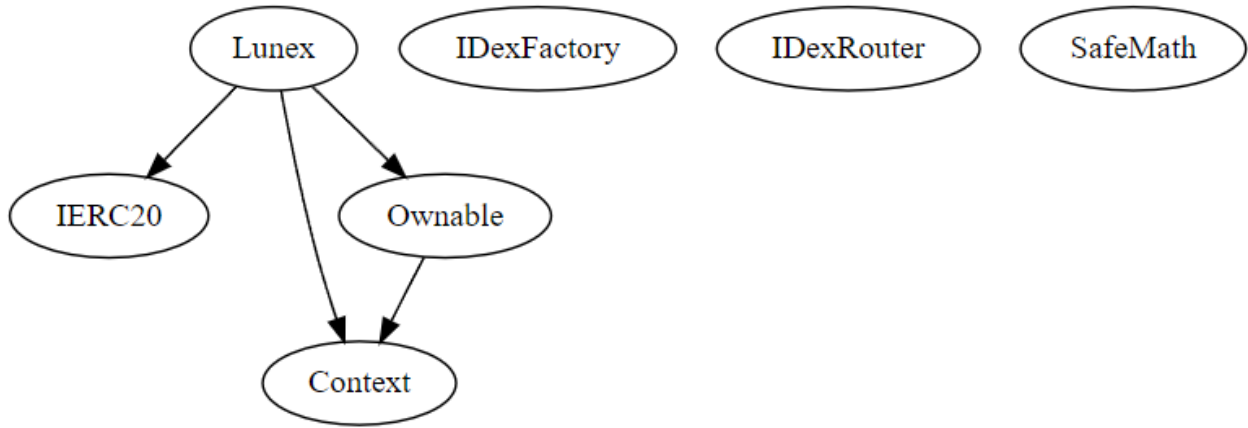 Lunex
IDexFactory
IDexRouter
SafeMath
IERC20
Ownable
Context